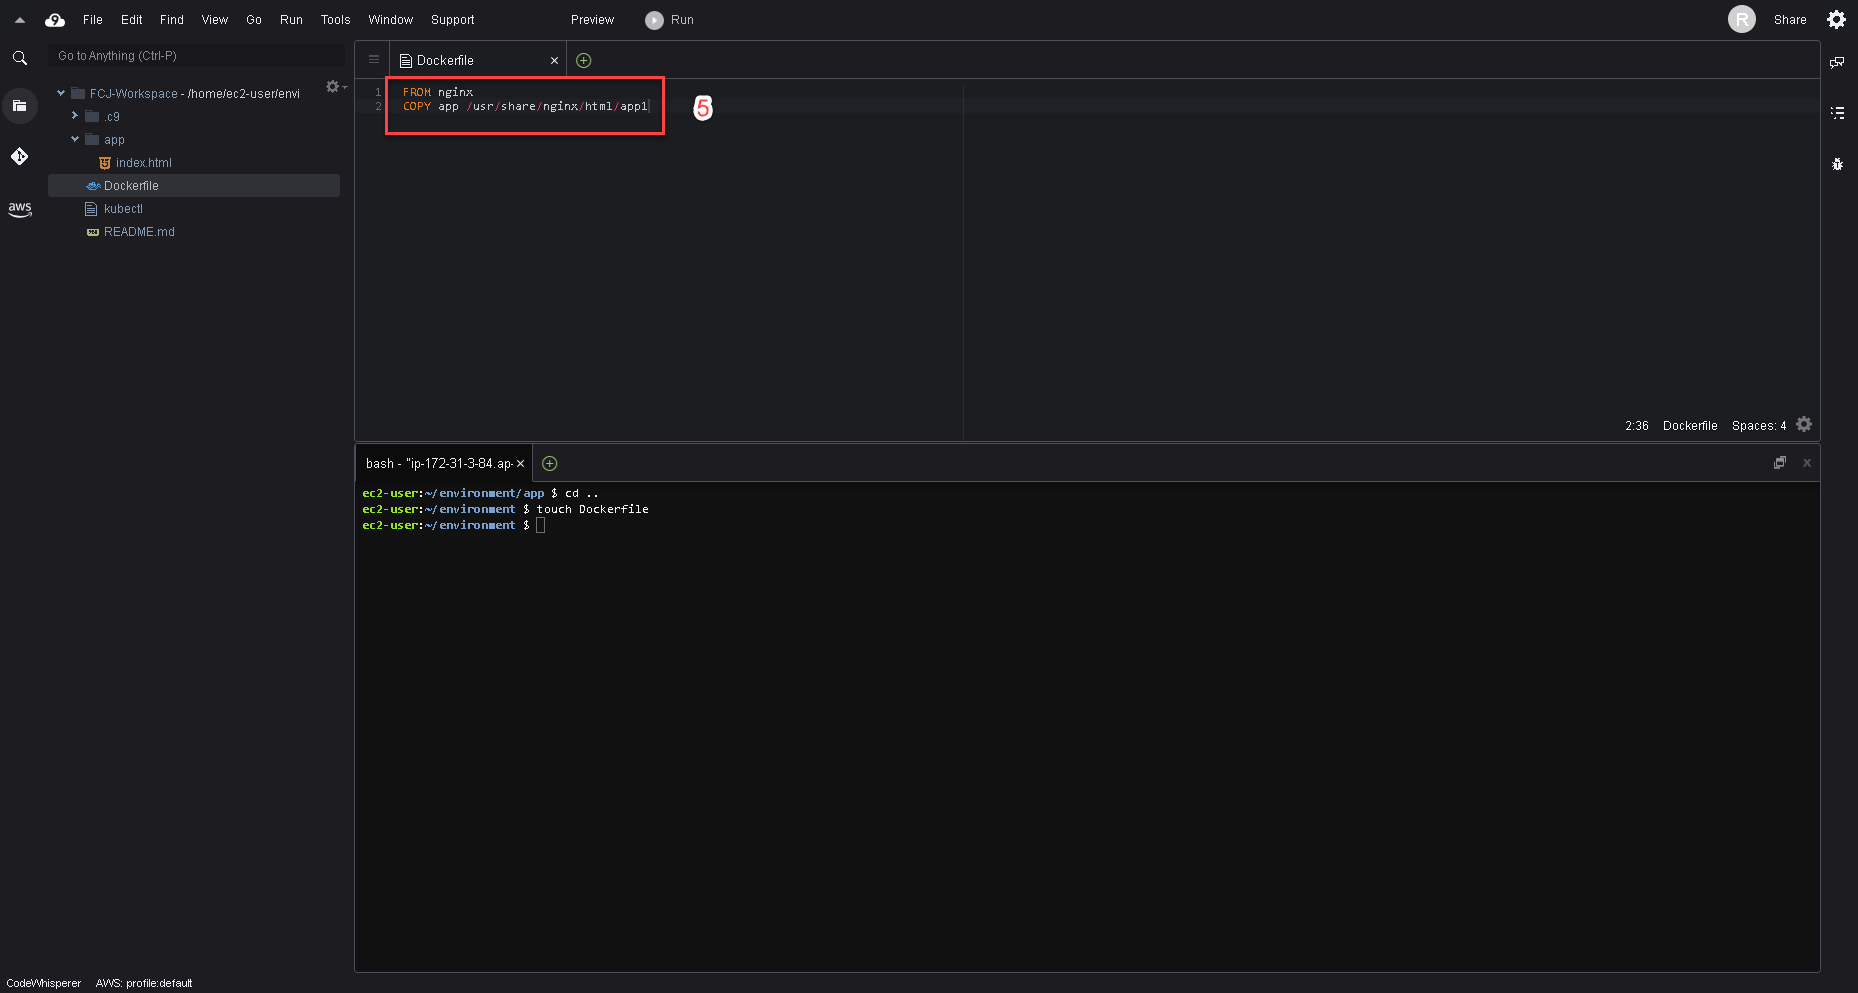 9 File Edit Find View Go Run Tools Window Support Preview Run R Share
Go to Anything (Ctrl-P)
FCJ-Workspace - /home/ec2-user/envi
.c9
app
index.html
Dockerfile
kubectl
README.md
aws
Dockerfile
1 FROM nginx
2 COPY app /usr/share/nginx/html/app1
5
2:36 Dockerfile Spaces: 4
bash - "ip-172-31-3-84.ap-
ec2-user:~/environment/app $ cd ..
ec2-user:~/environment $ touch Dockerfile
ec2-user:~/environment $
CodeWhisperer AWS: profile:default